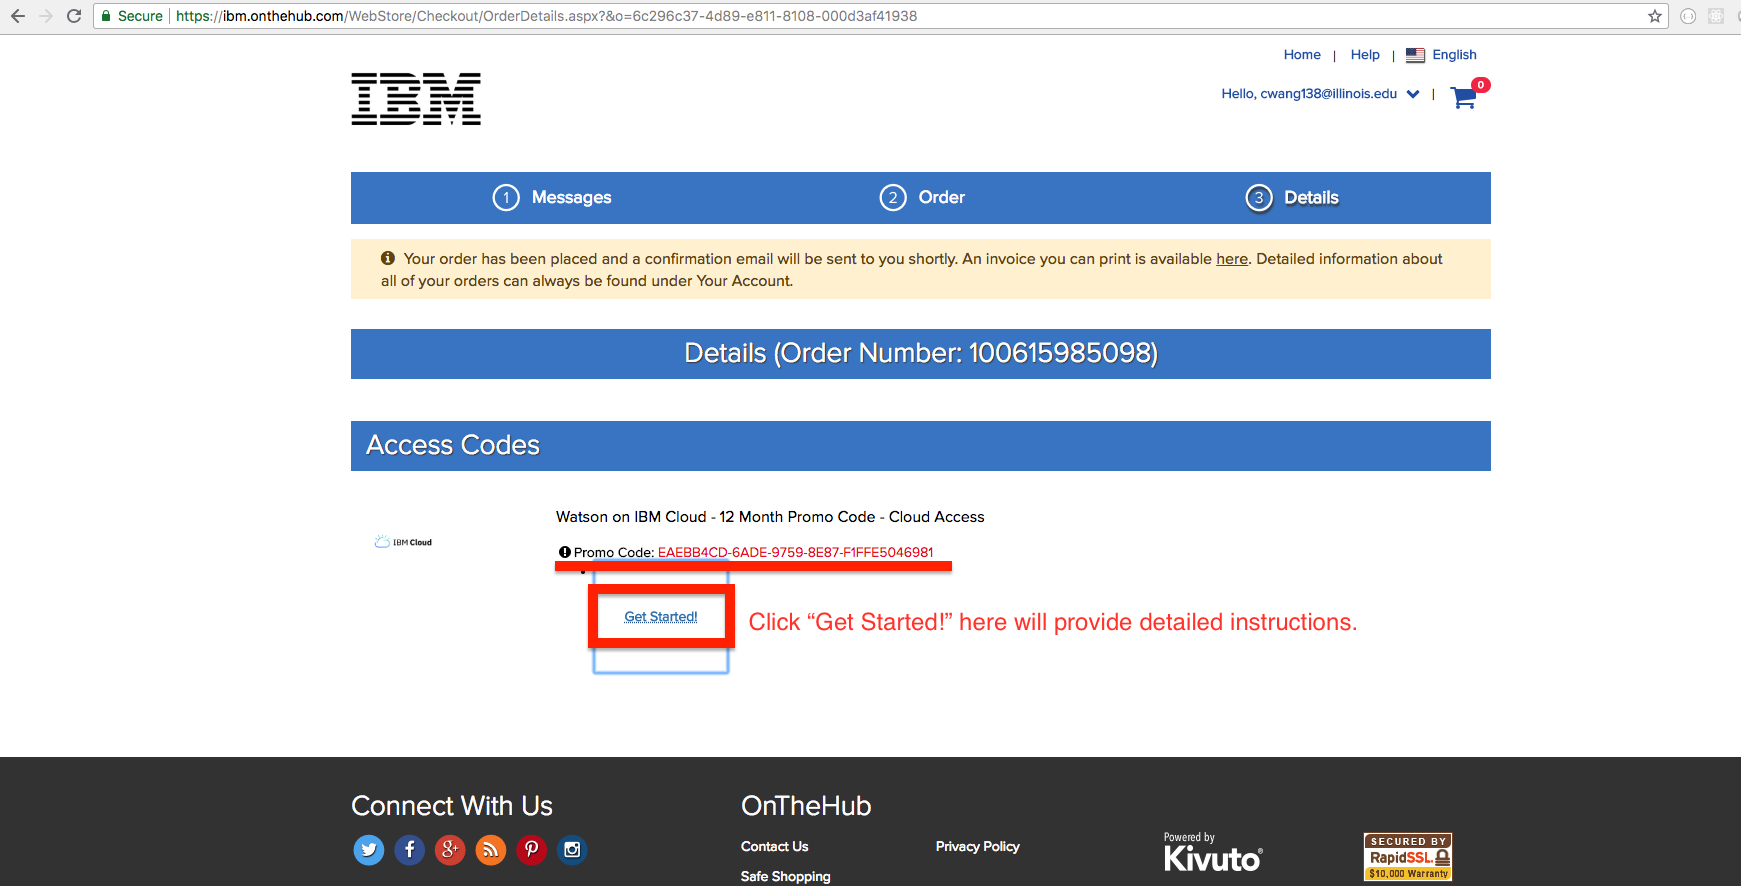 Secure https://ibm.onthehub.com/WebStore/Checkout/OrderDetails.aspx?&o=6c296c37-4d89-e811-8108-000d3af41938
Home | Help | English
IBM
Hello, cwang138@illinois.edu | 0
1 Messages 2 Order 3 Details
Your order has been placed and a confirmation email will be sent to you shortly. An invoice you can print is available here. Detailed information about
all of your orders can always be found under Your Account.
Details (Order Number: 100615985098)
Access Codes
Watson on IBM Cloud - 12 Month Promo Code - Cloud Access
IBM Cloud
Promo Code: EAEBB4CD-6ADE-9759-8E87-F1FFE5046981
Get Started! Click “Get Started!” here will provide detailed instructions.
Connect With Us OnTheHub
Contact Us Privacy Policy
Safe Shopping
Powered by
Kivuto
SECURED BY
RapidSSL.
$10,000 Warranty